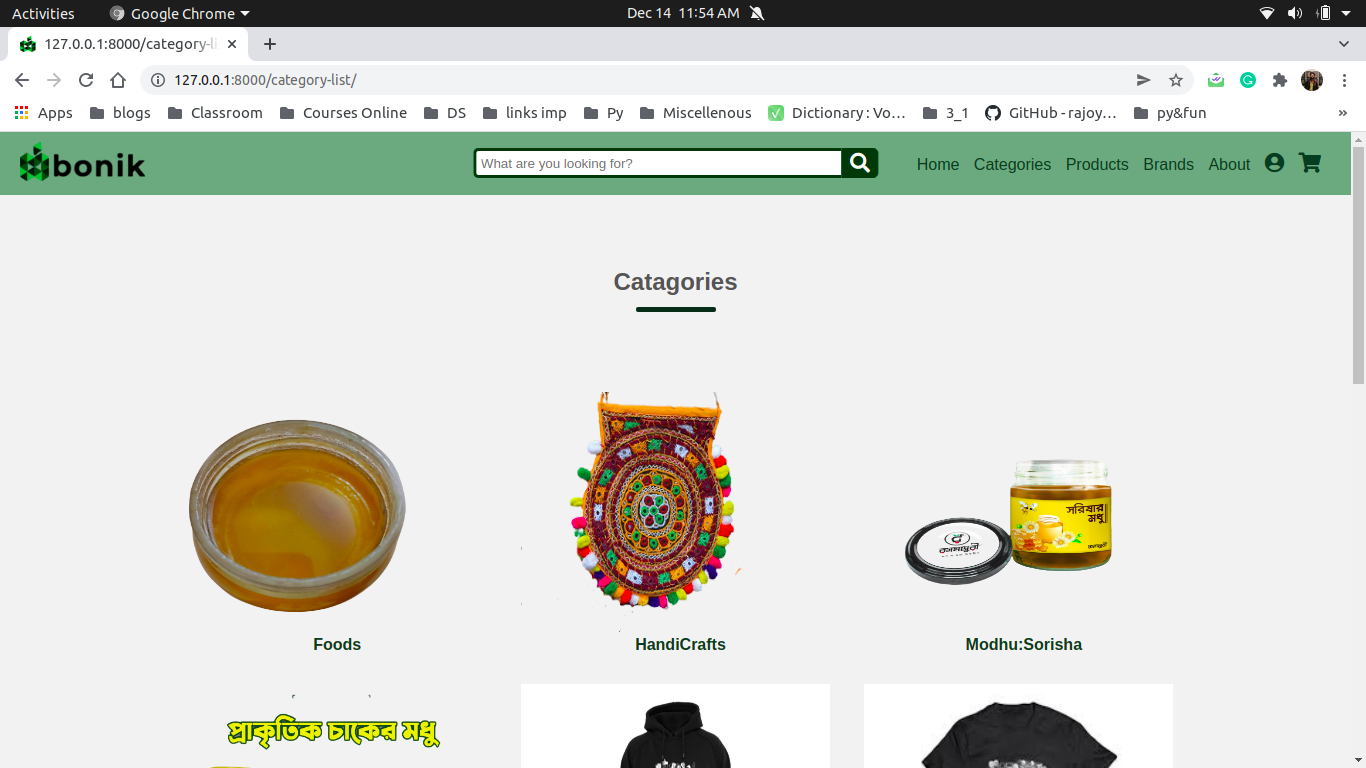 Activities
Google Chrome
Dec 14 11:54 AM
127.0.0.1:8000/category-li
127.0.0.1:8000/category-list/
Apps
blogs
Classroom
Courses Online
DS
links imp
Py
Miscellenous
Dictionary : Vo…
3_1
GitHub - rajoy…
py&fun
»
bonik
What are you looking for?
Home
Categories
Products
Brands
About
Catagories
সরিষার
মধু
Foods
HandiCrafts
Modhu:Sorisha
প্রাকৃতিক চাকের মধু